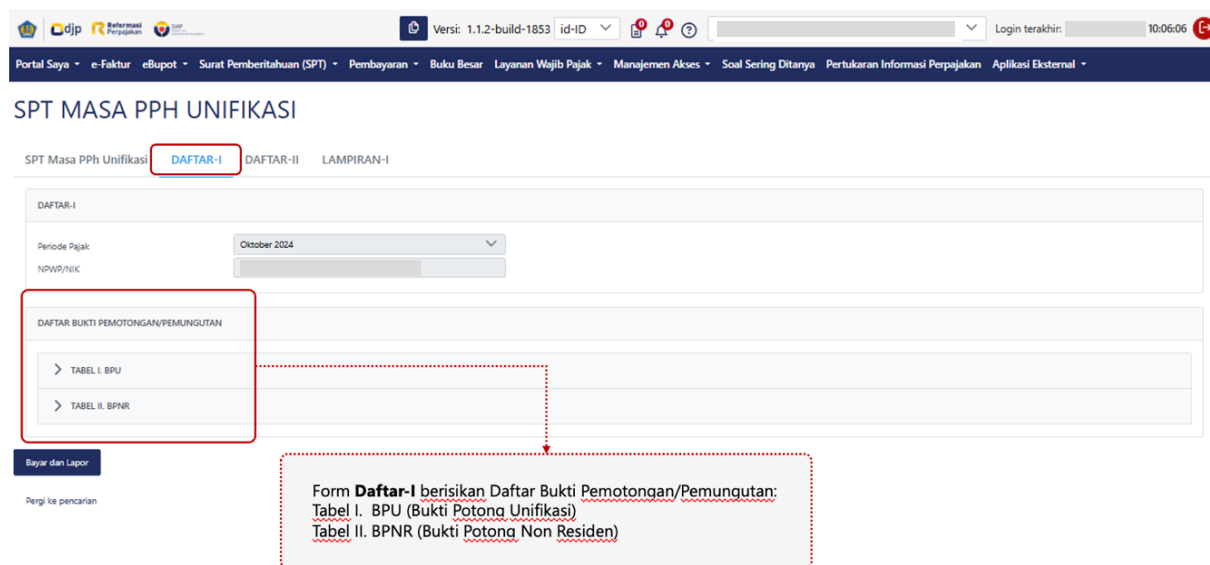 djp Reformasi Perpajakan
Versi: 1.1.2-build-1853 id-ID 0 0 Login terakhir: 10:06:06
Portal Saya e-Faktur eBupot Surat Pemberitahuan (SPT) Pembayaran Buku Besar Layanan Wajib Pajak Manajemen Akses Soal Sering Ditanya Pertukaran Informasi Perpajakan Aplikasi Eksternal
SPT MASA PPH UNIFIKASI
SPT Masa PPh Unifikasi DAFTAR-I DAFTAR-II LAMPIRAN-I
DAFTAR-I
Periode Pajak Oktober 2024
NPWP/NIK
DAFTAR BUKTI PEMOTONGAN/PEMUNGUTAN
TABEL I. BPU
TABEL II. BPNR
Bayar dan Lapor
Pergi ke pencarian
Form Daftar-I berisikan Daftar Bukti Pemotongan/Pemungutan:
Tabel I. BPU (Bukti Potong Unifikasi)
Tabel II. BPNR (Bukti Potong Non Residen)